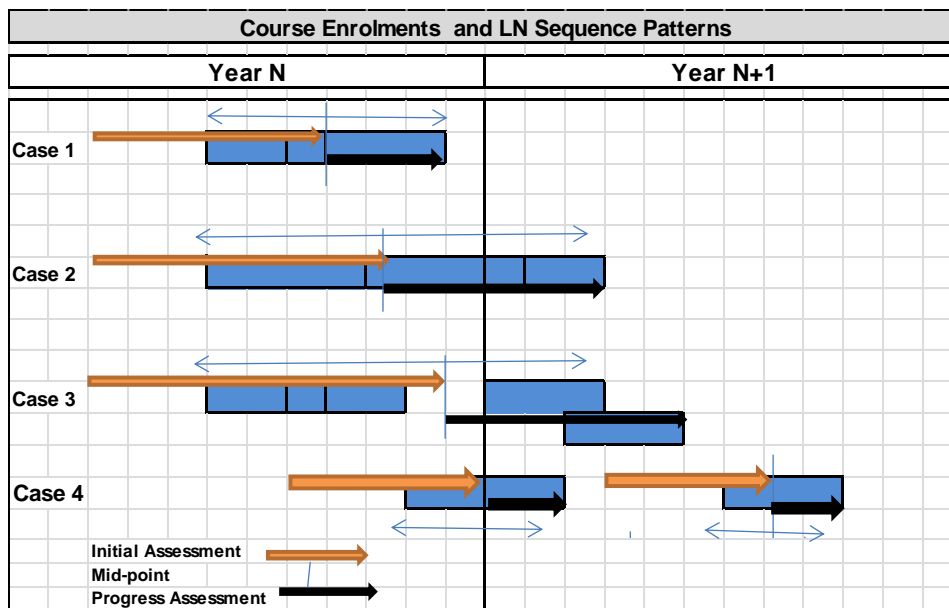 Course Enrolments and LN Sequence Patterns
Year N Year N+1
Case 1
Case 2
Case 3
Case 4
Initial Assessment
Mid-point
Progress Assessment